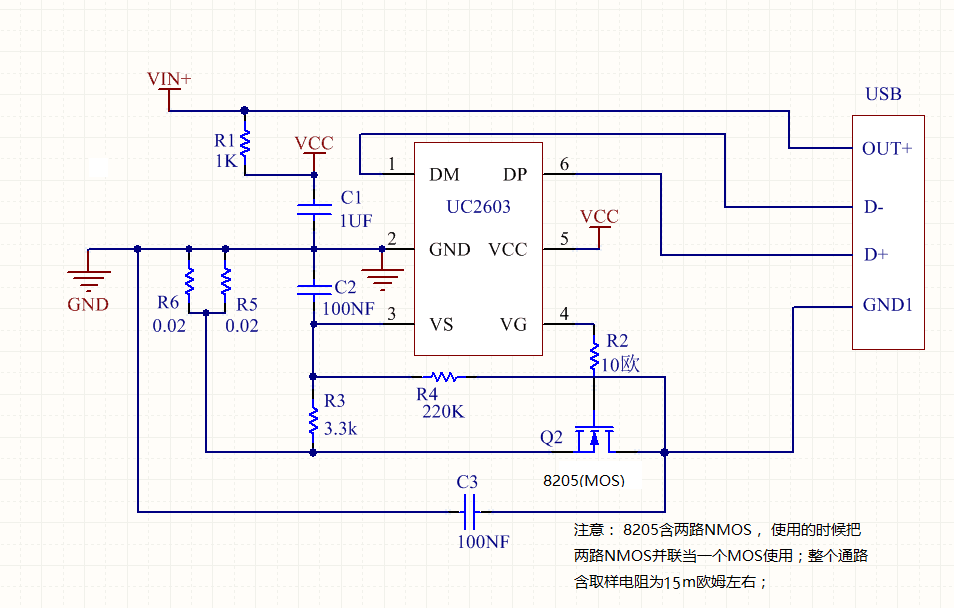 VIN+
USB
R1
1K
VCC
OUT+
1
6
DM
DP
C1
1UF
UC2603
D-
VCC
2
5
GND
VCC
D+
C2
100NF
GND
R6
0.02
R5
0.02
3
4
VS
VG
GND1
R2
10欧
R4
220K
R3
3.3k
Q2
8205(MOS)
C3
100NF
注意： 8205含两路NMOS ，使用的时候把
两路NMOS并联当一个MOS使用；整个通路
含取样电阻为15m欧姆左右；